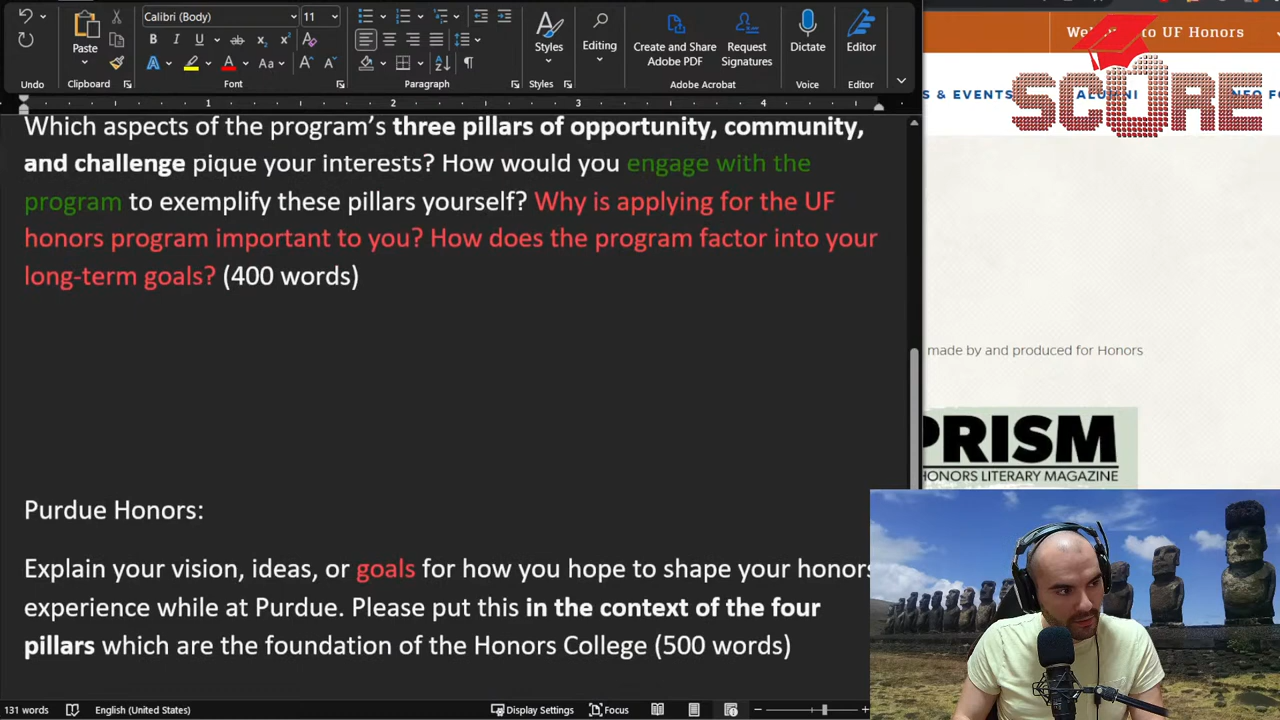 Calibri (Body)
11
Paste
Styles
Editing
Create and Share
Adobe PDF
Request
Signatures
Dictate
Editor
Undo
Clipboard
Font
Paragraph
Styles
Adobe Acrobat
Voice
Editor
1
2
3
4
Which aspects of the program's three pillars of opportunity, community,
and challenge pique your interests? How would you engage with the
program to exemplify these pillars yourself? Why is applying for the UF
honors program important to you? How does the program factor into your
long-term goals? (400 words)
Purdue Honors:
Explain your vision, ideas, or goals for how you hope to shape your honors
experience while at Purdue. Please put this in the context of the four
pillars which are the foundation of the Honors College (500 words)
131 words
English (United States)
Display Settings
Focus
to UF Honors
SCORE
& EVENTS
ALUMNI
made by and produced for Honors
PRISM
HONORS LITERARY MAGAZINE